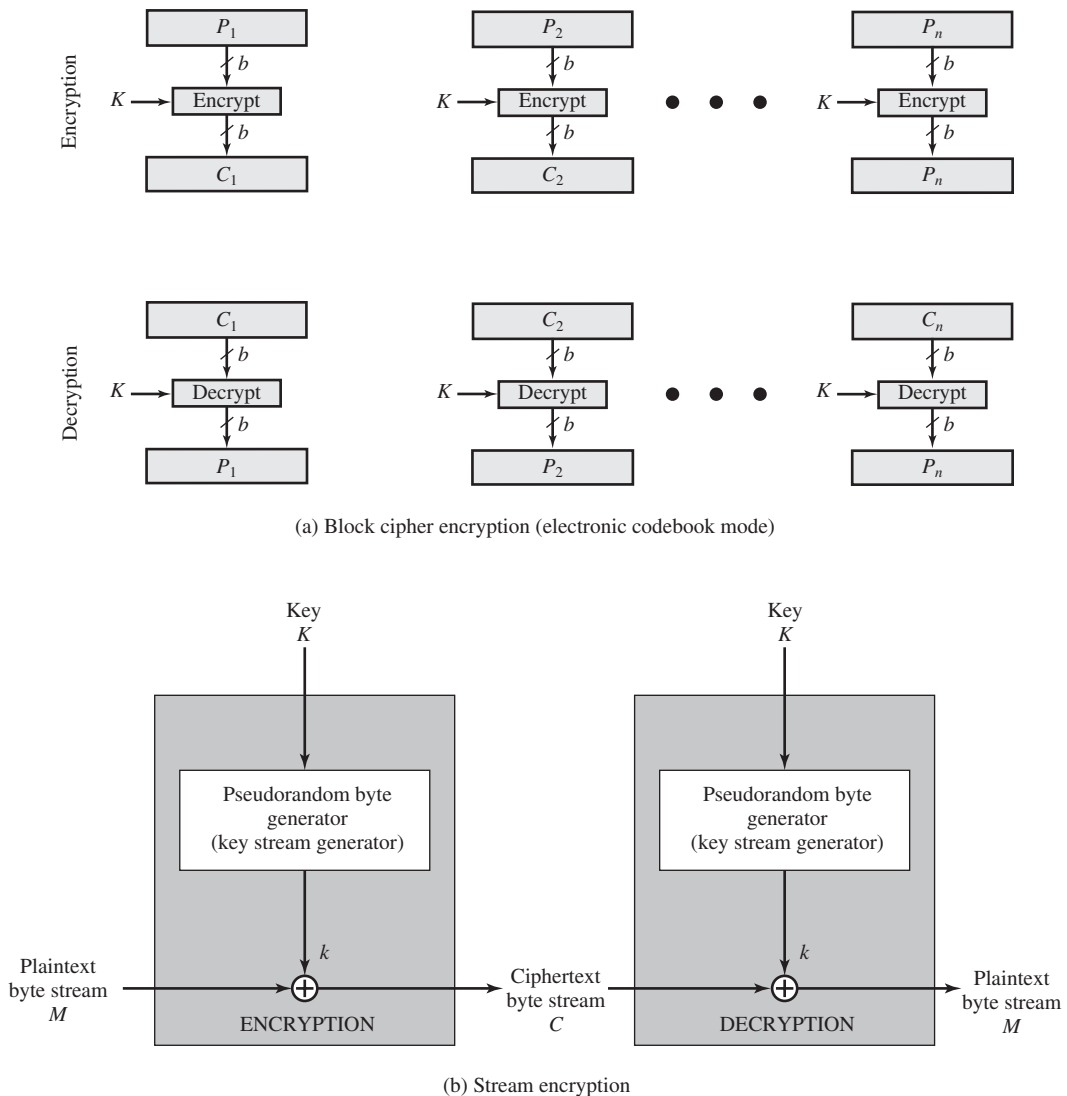 Encryption
P1 P2 Pn
b b b
K Encrypt K Encrypt K Encrypt
b b b
C1 C2 Pn
Decryption
C1 C2 Cn
b b b
K Decrypt K Decrypt K Decrypt
b b b
P1 P2 Pn
(a) Block cipher encryption (electronic codebook mode)
Key
K
Key
K
Pseudorandom byte
generator
(key stream generator)
Pseudorandom byte
generator
(key stream generator)
k
k
Plaintext
byte stream
M
ENCRYPTION
Ciphertext
byte stream
C
DECRYPTION
Plaintext
byte stream
M
(b) Stream encryption